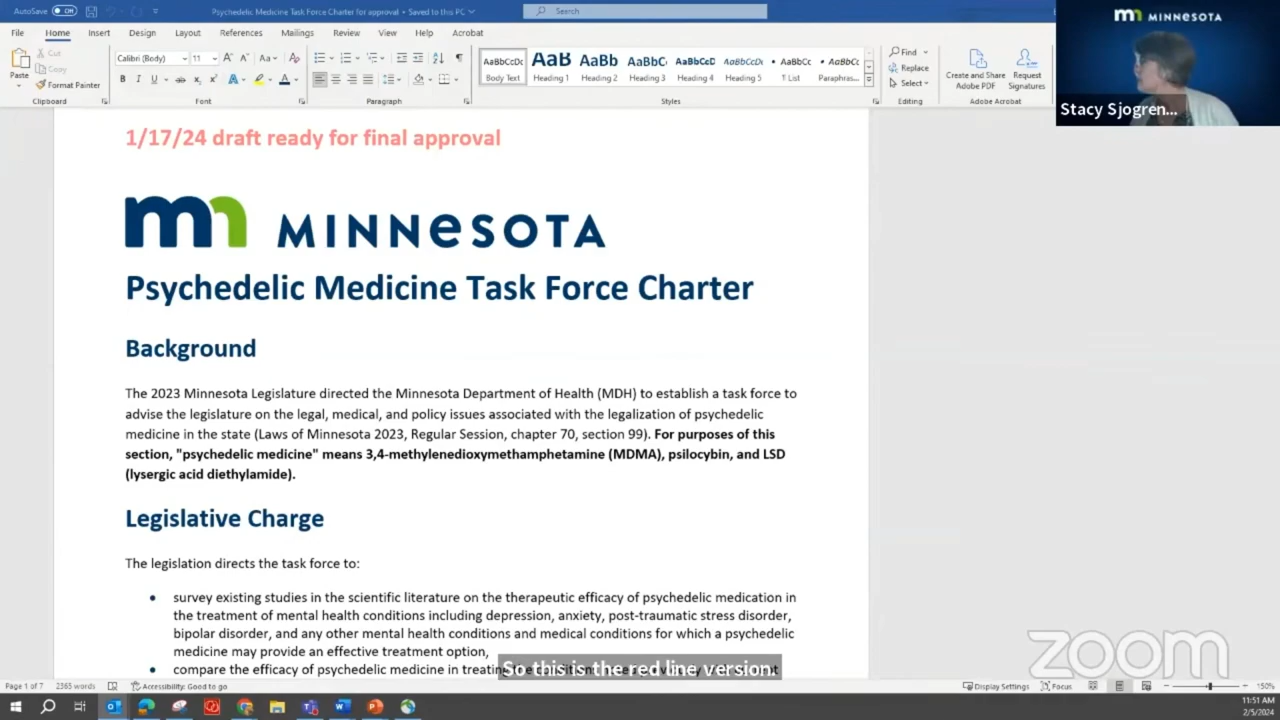 AutoSave On
Psychedelic Medicine Task Force Charter for approval • Saved to this PC
Search
File Home Insert Design Layout References Mailings Review View Help Acrobat
Paste
Cut
Copy
Format Painter
Clipboard
Calibri (Body) 11
Font
Paragraph
AaBbCcDc AaB AaBb AaBbC AaBbCcD AaBbCcDc • AaBbCc • AaBbC
Body Text Heading 1 Heading 2 Heading 3 Heading 4 Heading 5 ¶ List Paraphras...
Styles
Find
Replace
Select
Editing
Create and Share
Adobe PDF
Request
Signatures
Adobe Acrobat
mn MINNESOTA
Stacy Sjogren...
1/17/24 draft ready for final approval
mn MINNESOTA
Psychedelic Medicine Task Force Charter
Background
The 2023 Minnesota Legislature directed the Minnesota Department of Health (MDH) to establish a task force to
advise the legislature on the legal, medical, and policy issues associated with the legalization of psychedelic
medicine in the state (Laws of Minnesota 2023, Regular Session, chapter 70, section 99). For purposes of this
section, "psychedelic medicine" means 3,4-methylenedioxymethamphetamine (MDMA), psilocybin, and LSD
(lysergic acid diethylamide).
Legislative Charge
The legislation directs the task force to:
• survey existing studies in the scientific literature on the therapeutic efficacy of psychedelic medication in
the treatment of mental health conditions including depression, anxiety, post-traumatic stress disorder,
bipolar disorder, and any other mental health conditions and medical conditions for which a psychedelic
medicine may provide an effective treatment option,
• compare the efficacy of psychedelic medicine in treating
So this is the red line version.
zoom
Page 1 of 7 2365 words Accessibility: Good to go
Display Settings Focus 150%
11:51 AM
2/5/2024